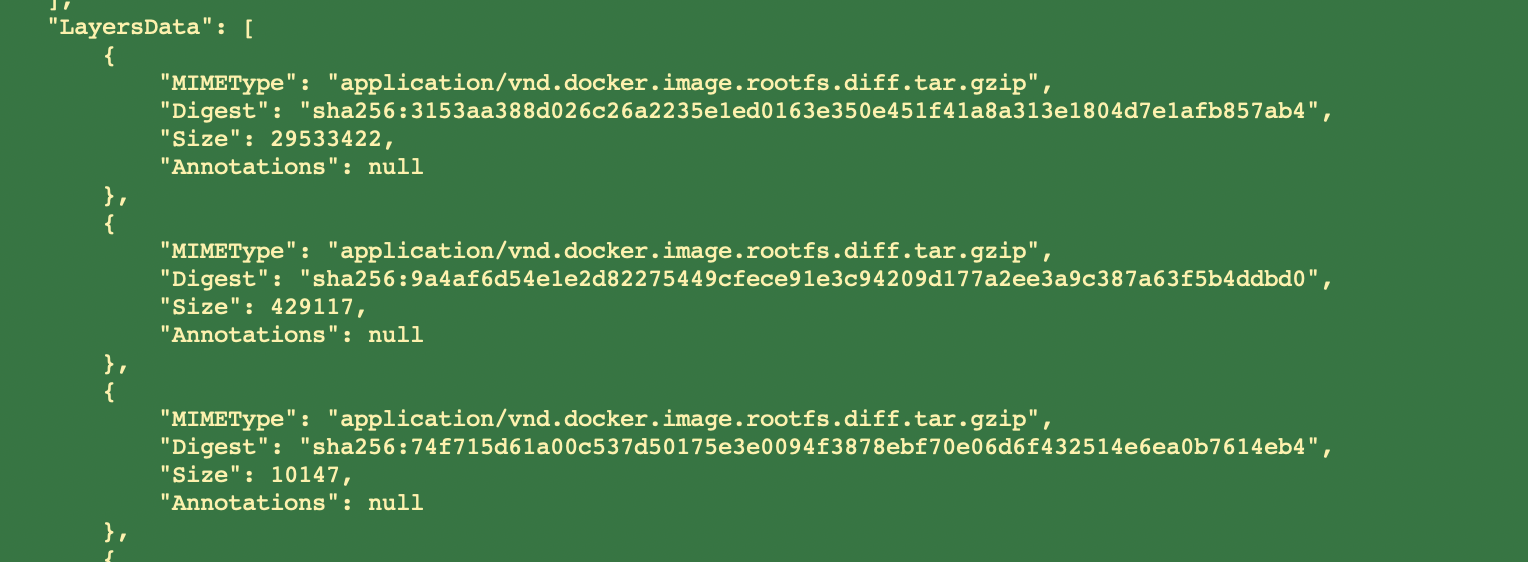 ],
"LayersData": [
{
"MIMEType": "application/vnd.docker.image.rootfs.diff.tar.gzip",
"Digest": "sha256:3153aa388d026c26a2235e1ed0163e350e451f41a8a313e1804d7e1afb857ab4",
"Size": 29533422,
"Annotations": null
},
{
"MIMEType": "application/vnd.docker.image.rootfs.diff.tar.gzip",
"Digest": "sha256:9a4af6d54e1e2d82275449cfece91e3c94209d177a2ee3a9c387a63f5b4ddbd0",
"Size": 429117,
"Annotations": null
},
{
"MIMEType": "application/vnd.docker.image.rootfs.diff.tar.gzip",
"Digest": "sha256:74f715d61a00c537d50175e3e0094f3878ebf70e06d6f432514e6ea0b7614eb4",
"Size": 10147,
"Annotations": null
},
{